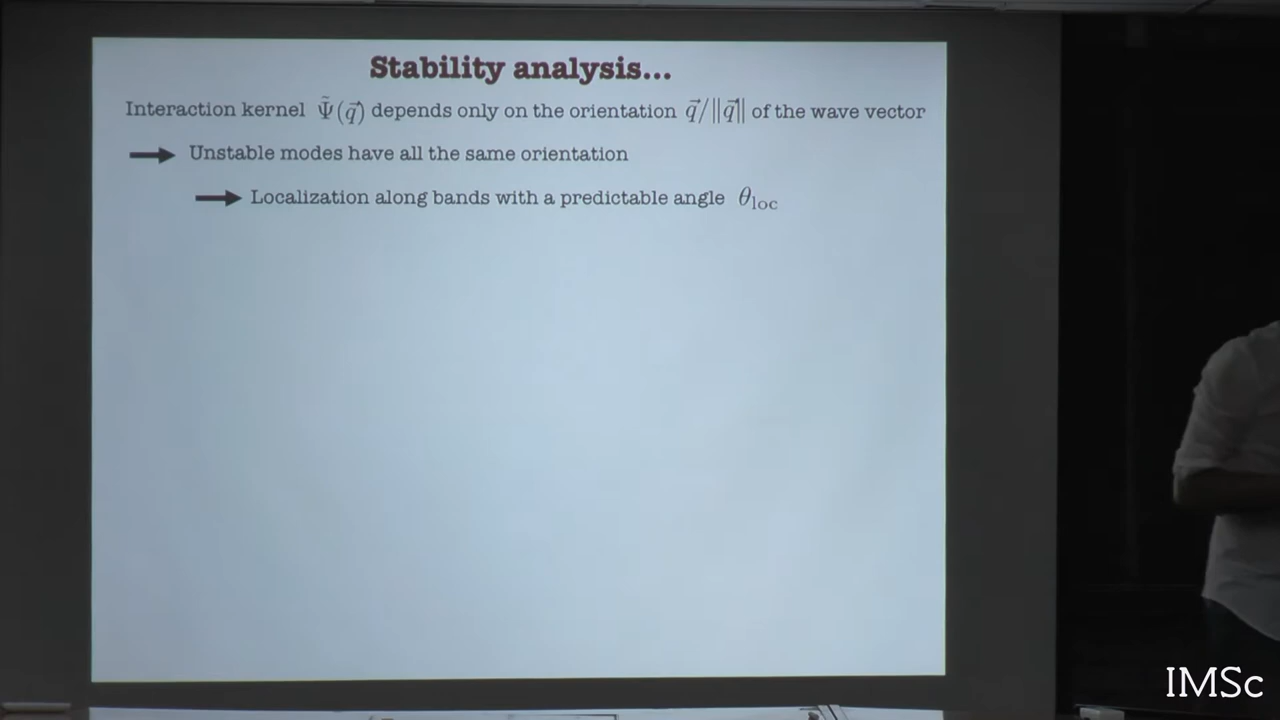 Stability analysis...
Interaction kernel Ψ̃(q⃗) depends only on the orientation q⃗/‖q⃗‖ of the wave vector
Unstable modes have all the same orientation
Localization along bands with a predictable angle θ_loc
IMSc